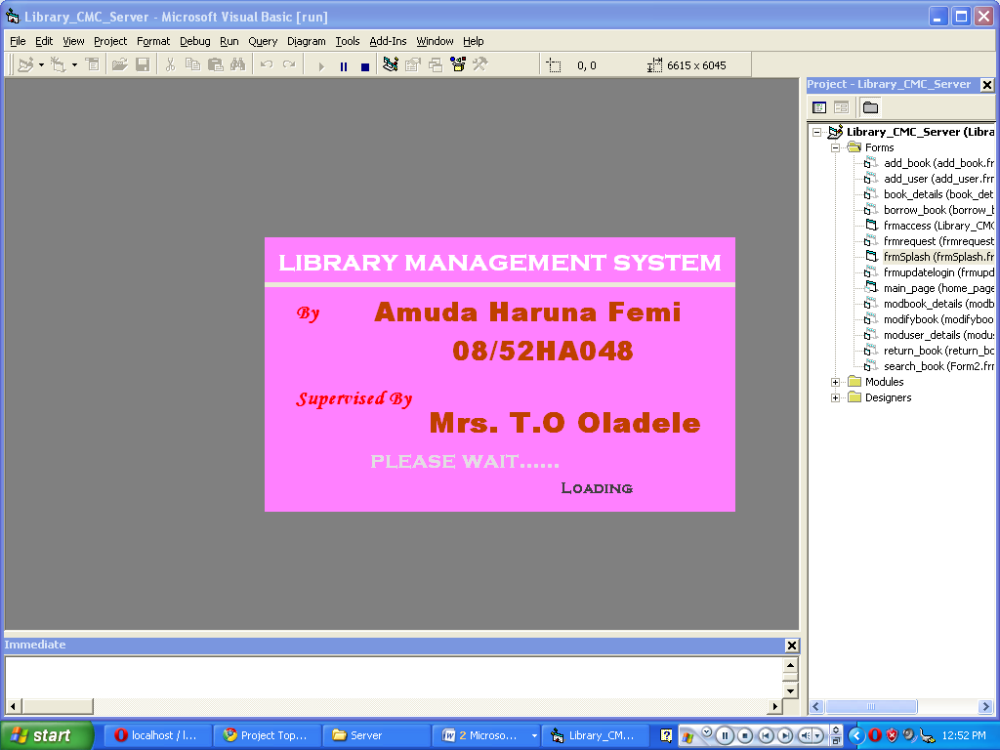 Library_CMC_Server - Microsoft Visual Basic [run]
File Edit View Project Format Debug Run Query Diagram Tools Add-Ins Window Help
0, 0 6615 x 6045
Project - Library_CMC_Server
Library_CMC_Server (Libra
Forms
add_book (add_book.fr
add_user (add_user.frm
book_details (book_det
borrow_book (borrow_b
frmaccess (Library_CMC
frmrequest (frmrequest
frmSplash (frmSplash.fr
frmupdatelogin (frmupd
main_page (home_page
modbook_details (modb
modifybook (modifyboo
moduser_details (modu
return_book (return_bo
search_book (Form2.frm
Modules
Designers
LIBRARY MANAGEMENT SYSTEM
By Amuda Haruna Femi
08/52HA048
Supervised By
Mrs. T.O Oladele
PLEASE WAIT......
LOADING
Immediate
start localhost / l... Project Top... Server 2 Microso... Library_CM... 12:52 PM